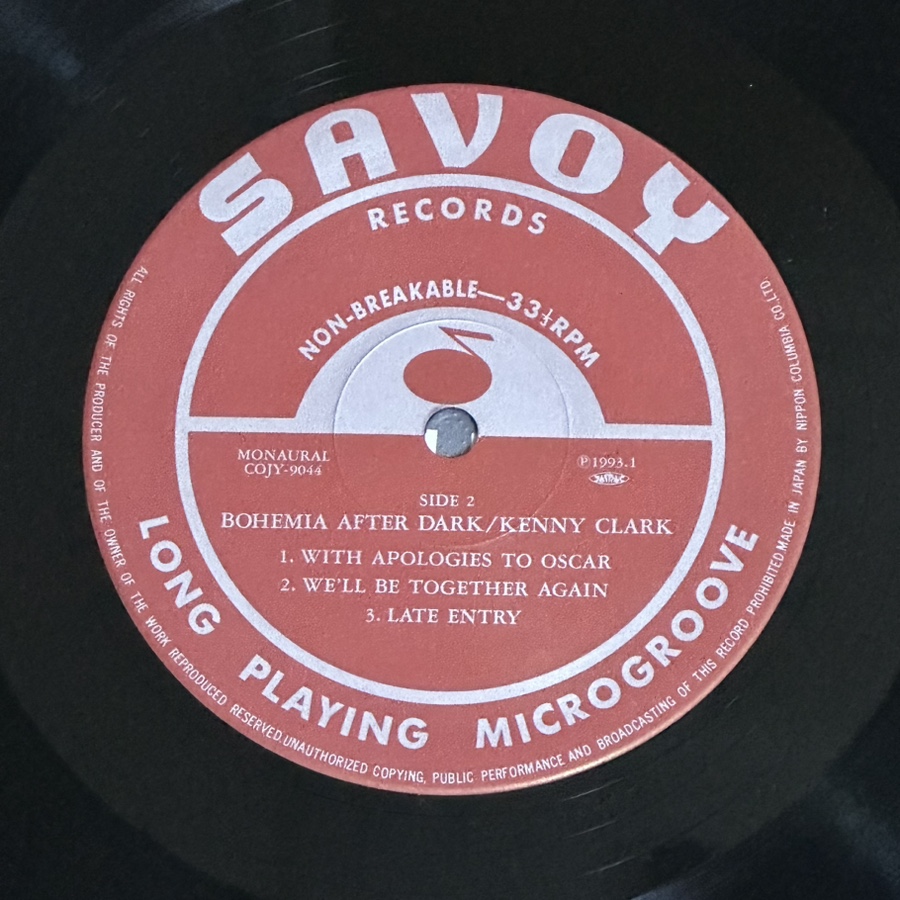 SAVOY
RECORDS
NON-BREAKABLE—33⅓RPM
MONAURAL
COJY-9044
Ⓟ1993.1
SIDE 2
BOHEMIA AFTER DARK/KENNY CLARK
1. WITH APOLOGIES TO OSCAR
2. WE'LL BE TOGETHER AGAIN
3. LATE ENTRY
LONG PLAYING MICROGROOVE
ALL RIGHTS OF THE PRODUCER AND OF THE OWNER OF THE WORK REPRODUCED RESERVED.UNAUTHORIZED COPYING, PUBLIC PERFORMANCE AND BROADCASTING OF THIS RECORD PROHIBITED.MADE IN JAPAN BY NIPPON COLUMBIA CO.,LTD.